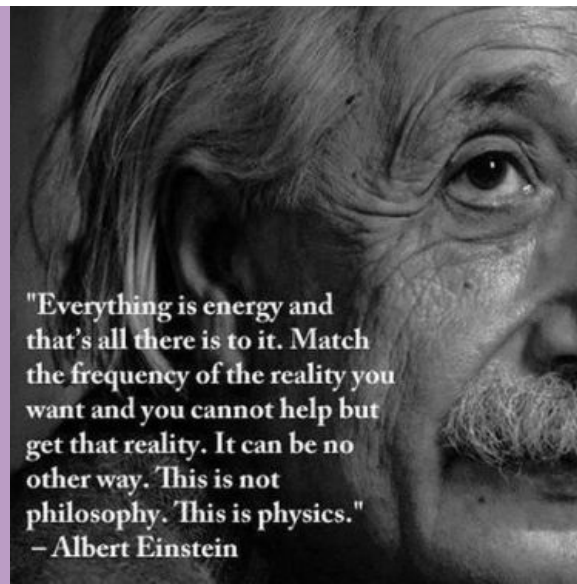 "Everything is energy and
that’s all there is to it. Match
the frequency of the reality you
want and you cannot help but
get that reality. It can be no
other way. This is not
philosophy. This is physics."
– Albert Einstein